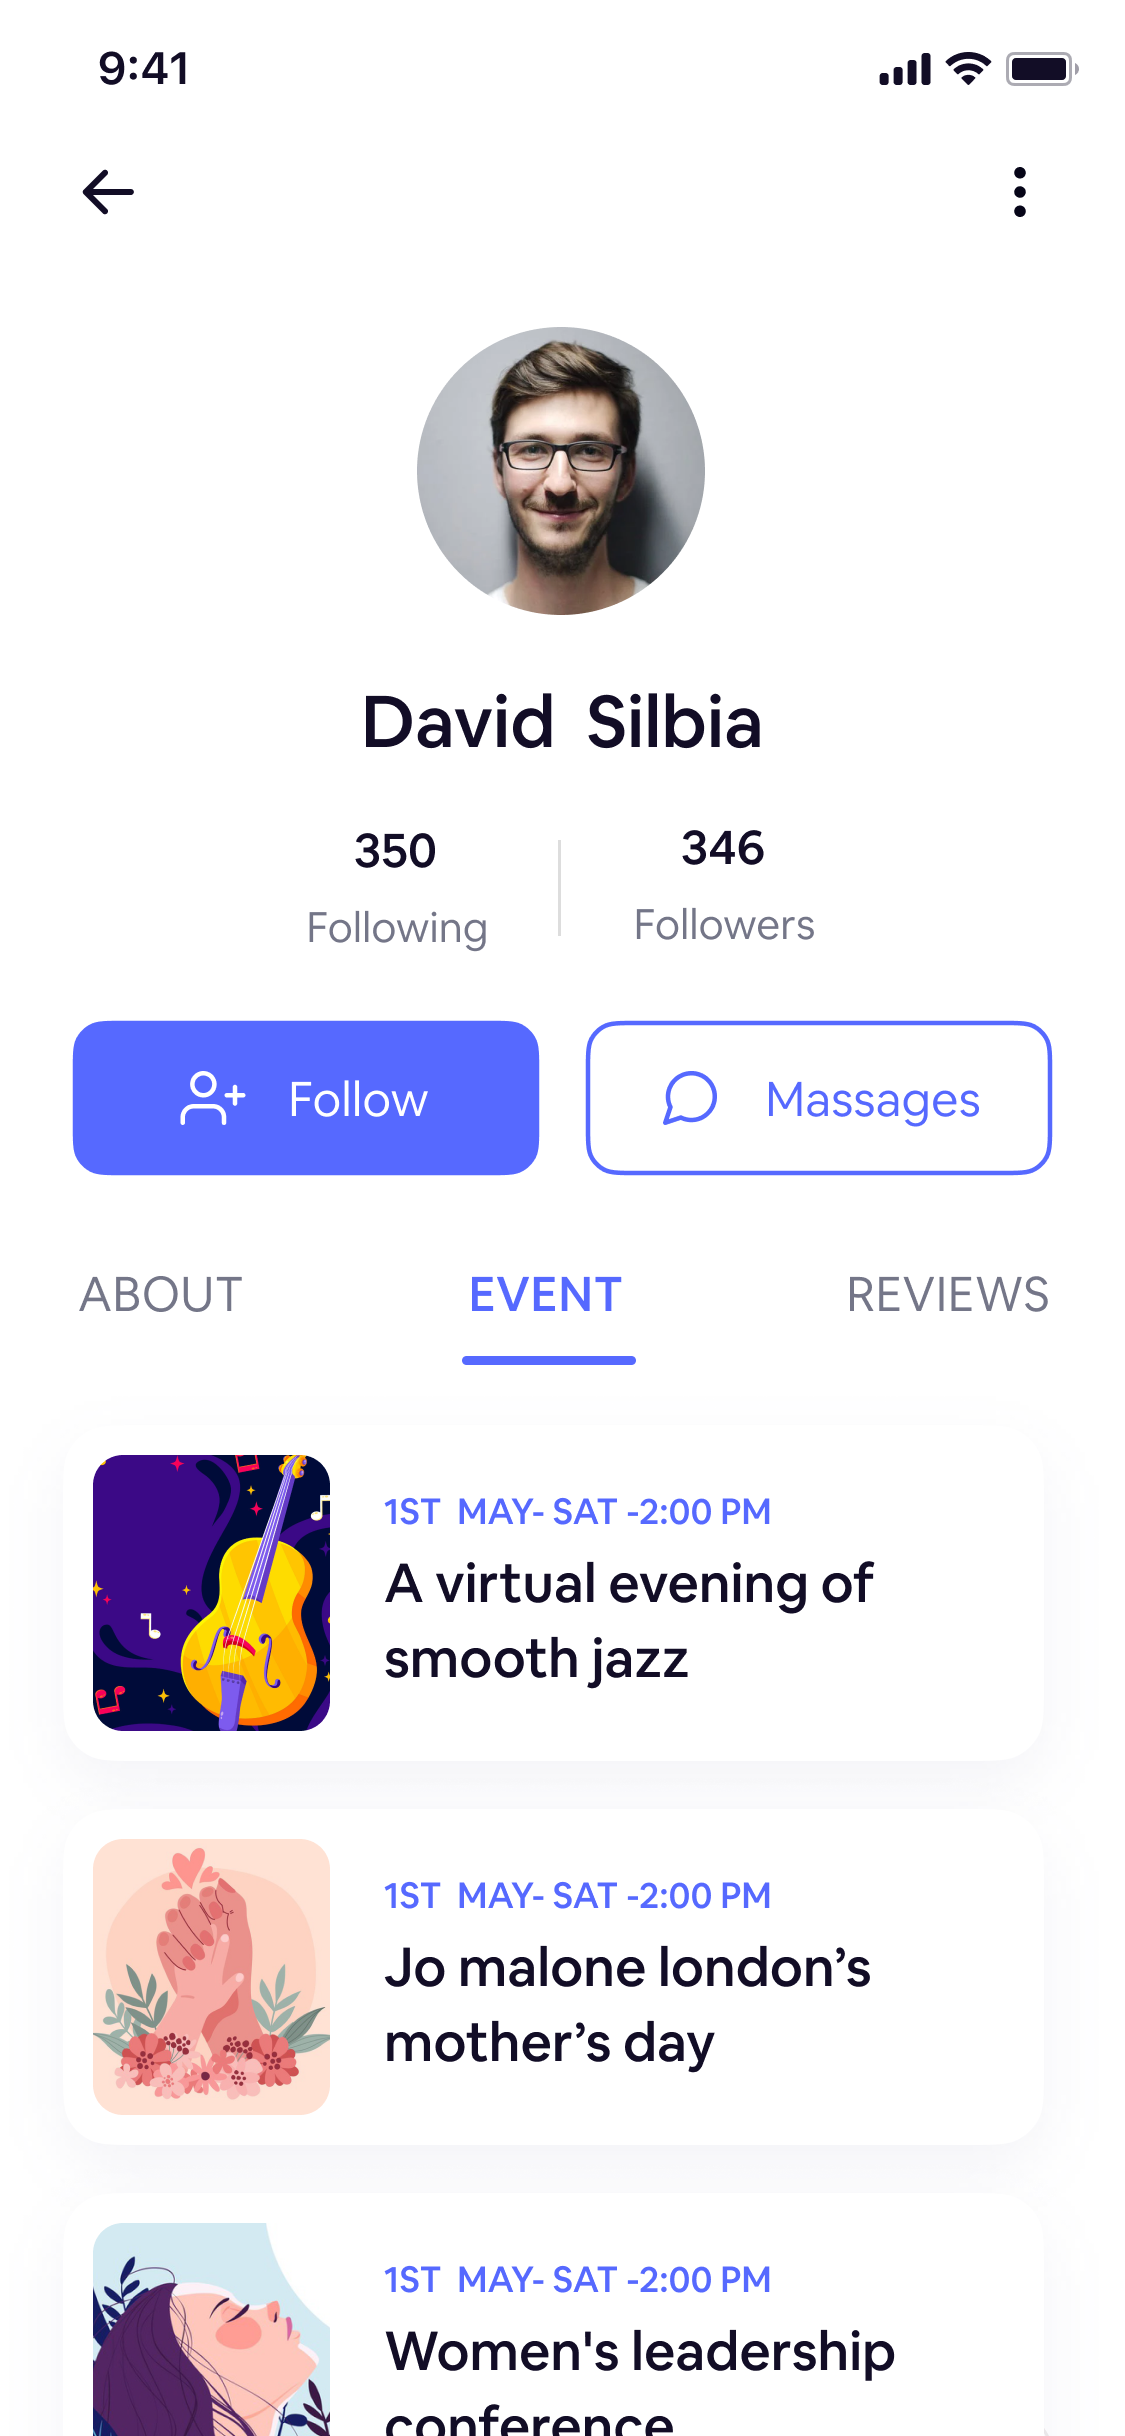 9:41
David Silbia
350
346
Following
Followers
Follow
Massages
ABOUT
EVENT
REVIEWS
1ST MAY- SAT -2:00 PM
A virtual evening of
smooth jazz
1ST MAY- SAT -2:00 PM
Jo malone london’s
mother’s day
1ST MAY- SAT -2:00 PM
Women's leadership
conference